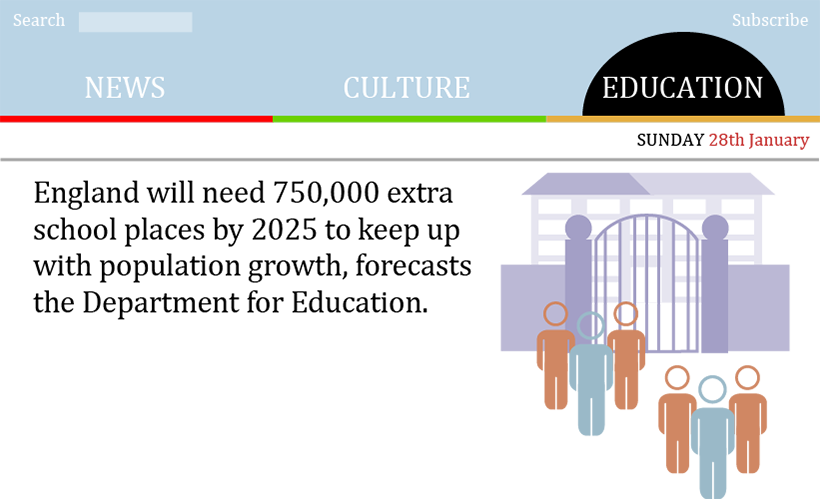 Search
Subscribe
NEWS
CULTURE
EDUCATION
SUNDAY 28th January
England will need 750,000 extra
school places by 2025 to keep up
with population growth, forecasts
the Department for Education.